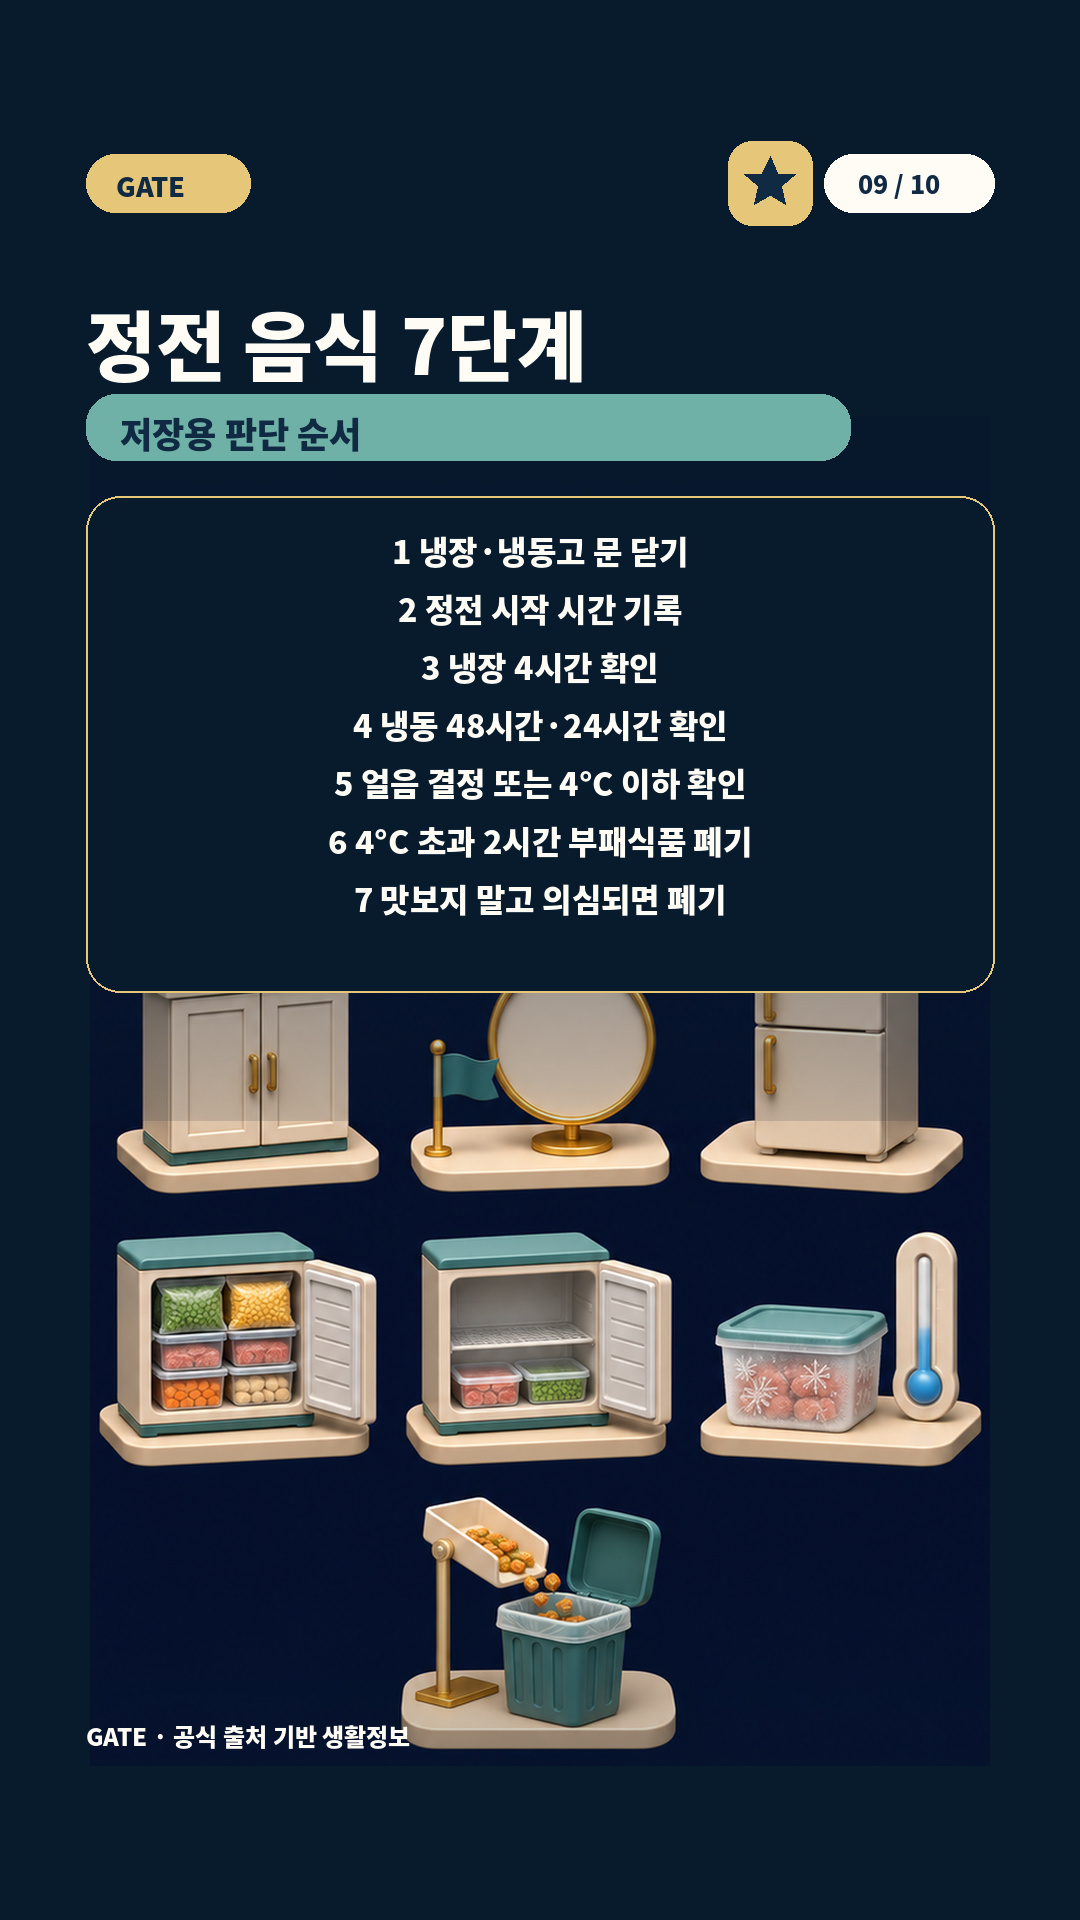 GATE
09 / 10
정전 음식 7단계
저장용 판단 순서
1 냉장·냉동고 문 닫기
2 정전 시작 시간 기록
3 냉장 4시간 확인
4 냉동 48시간·24시간 확인
5 얼음 결정 또는 4°C 이하 확인
6 4°C 초과 2시간 부패식품 폐기
7 맛보지 말고 의심되면 폐기
GATE · 공식 출처 기반 생활정보